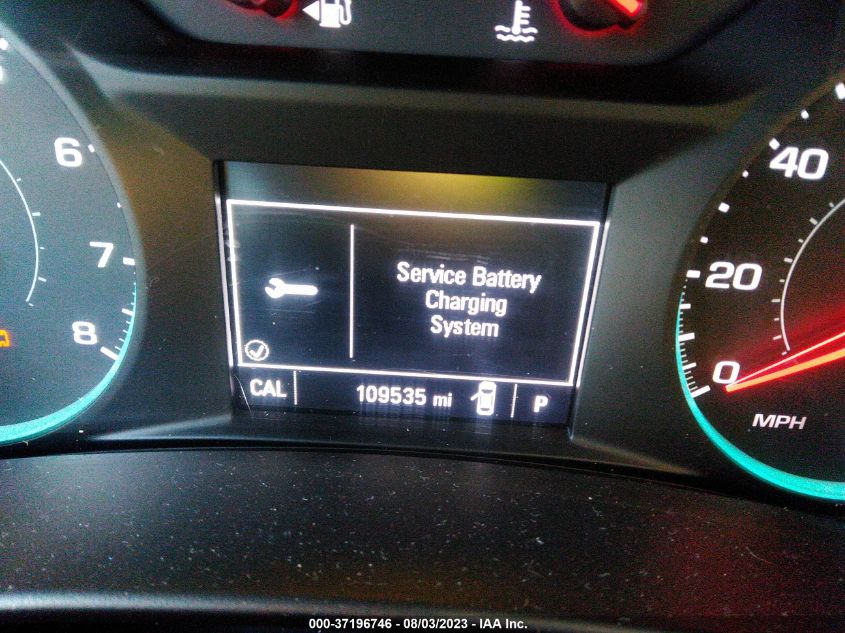 6
7
8
40
20
0
MPH
Service Battery
Charging
System
CAL
109535 mi
P
000-37196746 - 08/03/2023 - IAA Inc.